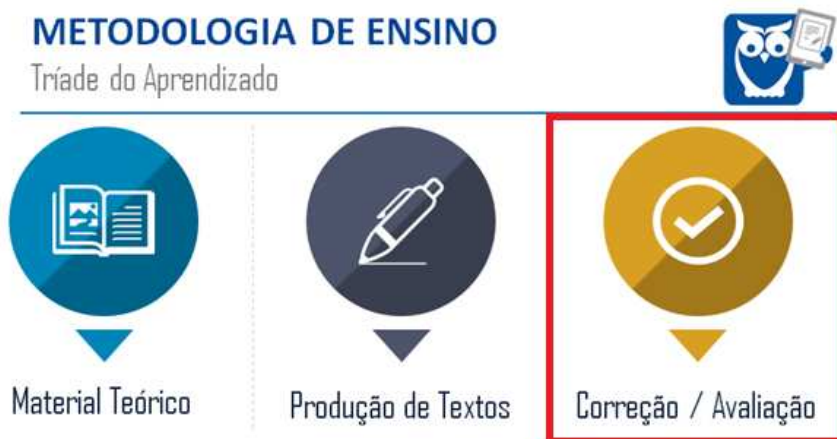 METODOLOGIA DE ENSINO
Tríade do Aprendizado
Material Teórico
Produção de Textos
Correção / Avaliação